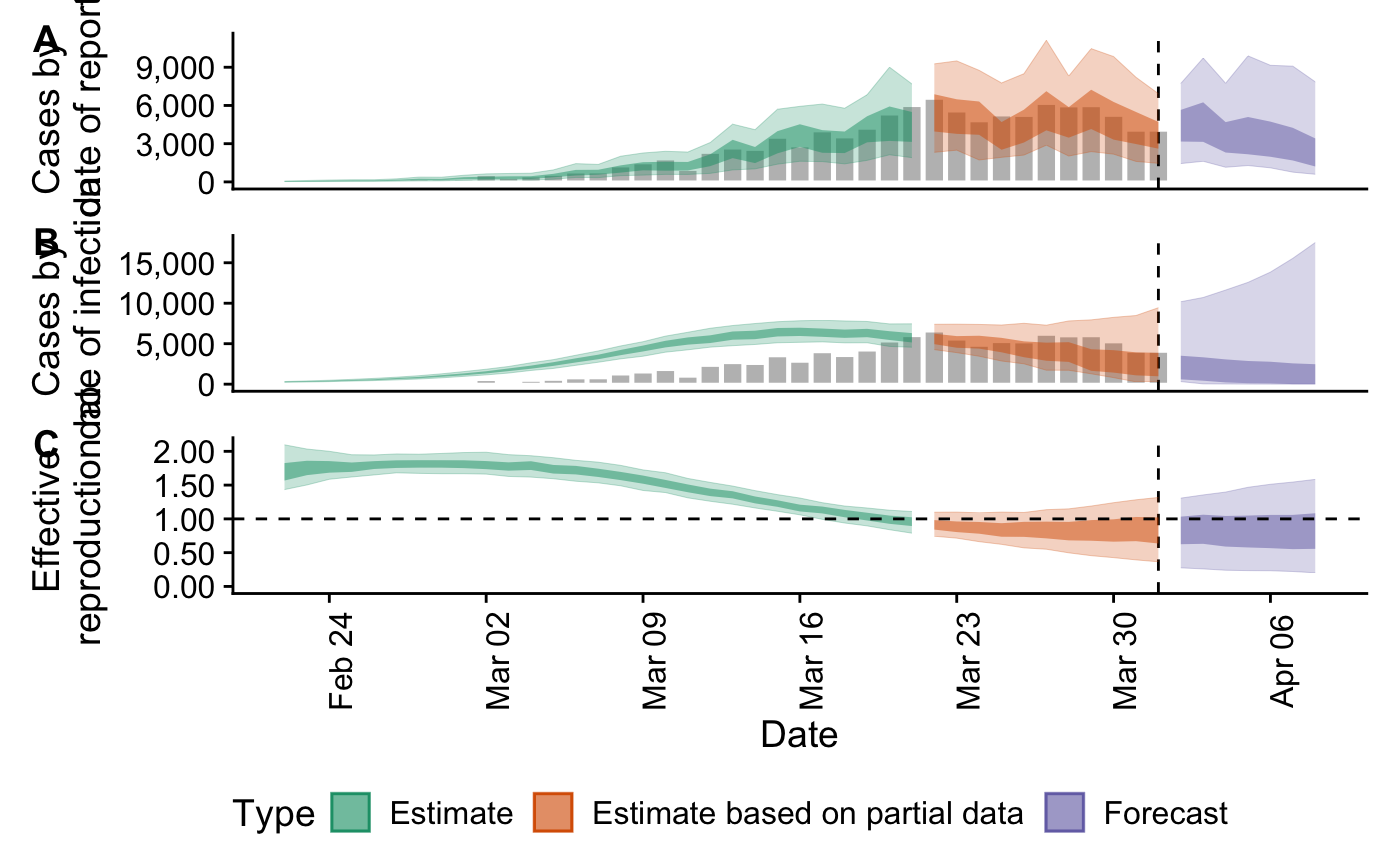 A
Cases by
date of report
9,000
6,000
3,000
0
B
Cases by
date of infection
15,000
10,000
5,000
0
C
Effective
reproduction no.
2.00
1.50
1.00
0.50
0.00
Feb 24
Mar 02
Mar 09
Mar 16
Mar 23
Mar 30
Apr 06
Date
Type
Estimate
Estimate based on partial data
Forecast